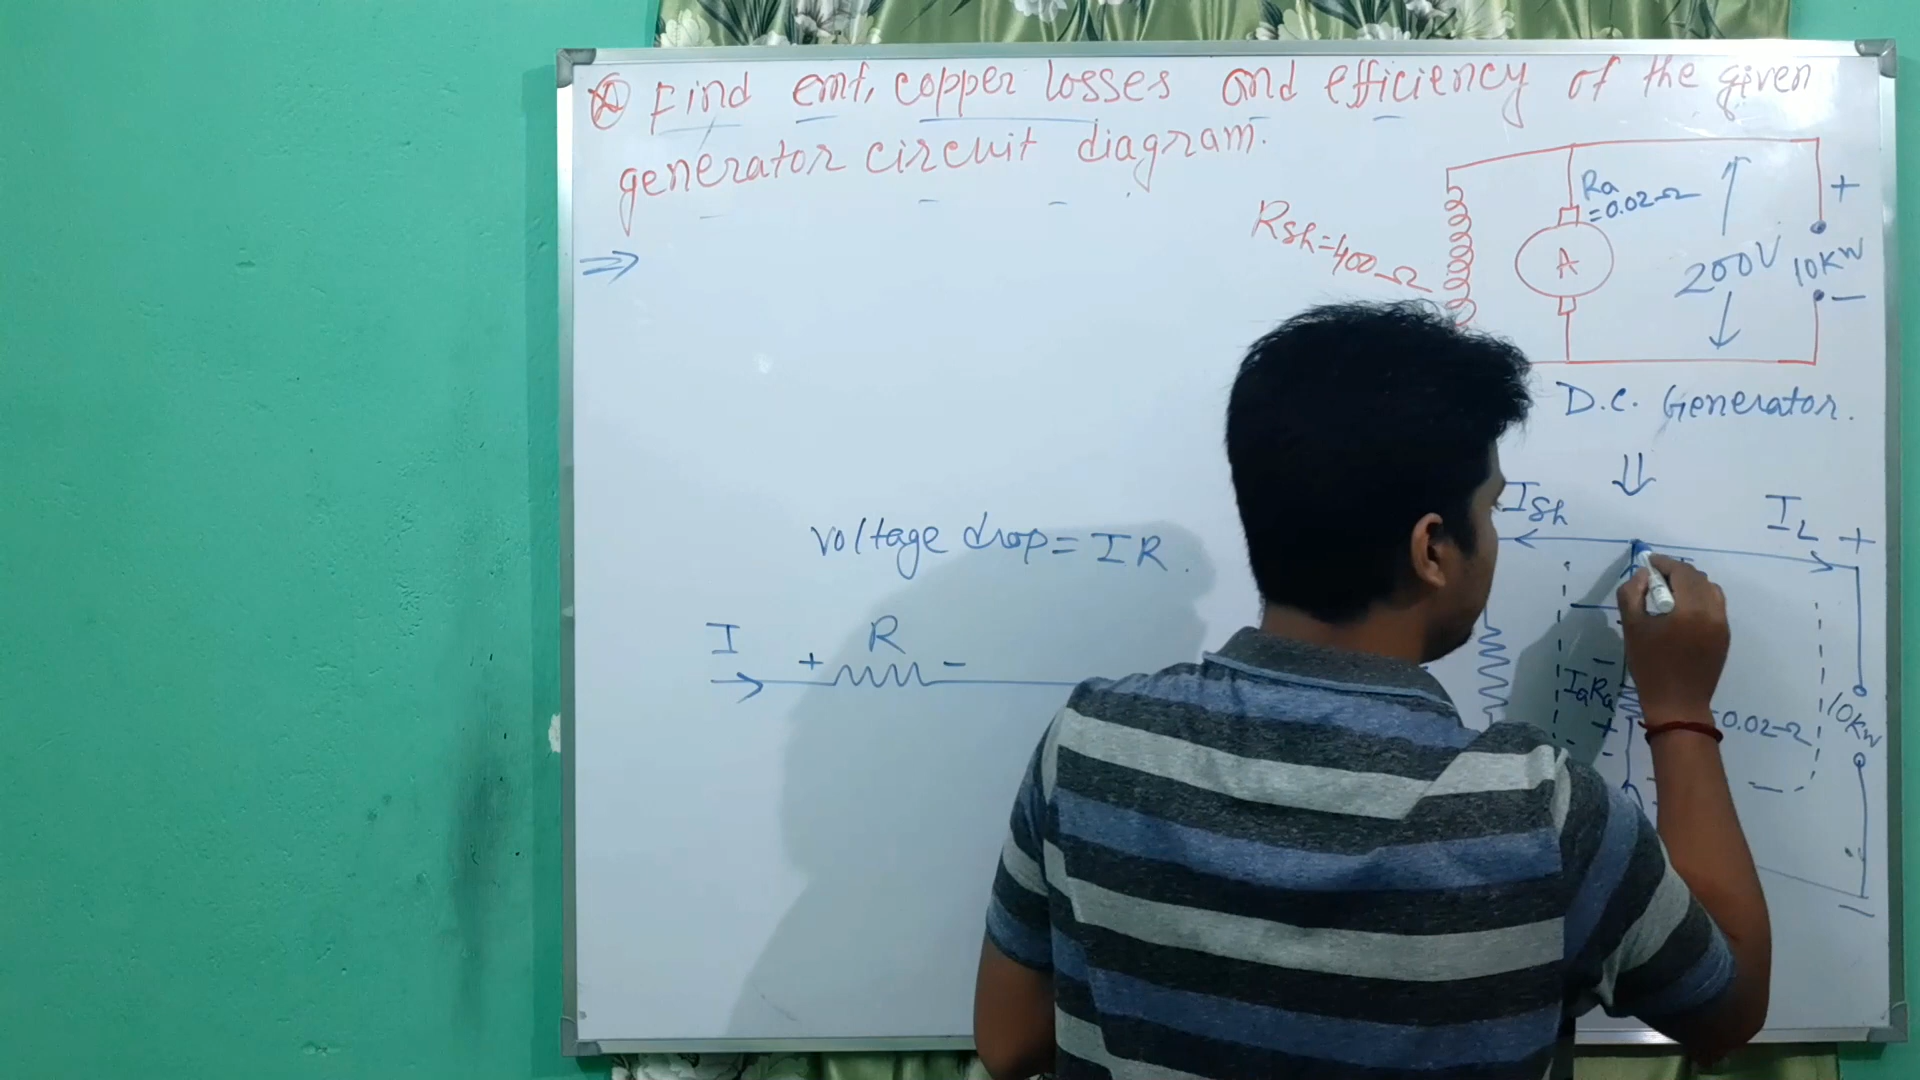 Find emf, copper losses and efficiency of the given
generator circuit diagram.
Ra
=0.02Ω
+
Rsh=400Ω
A
200V
10KW
−
D.C. Generator.
Ish
IL
+
voltage drop = IR.
I
+
R
−
−
IaRa
+
-
=0.02Ω
10KW
−